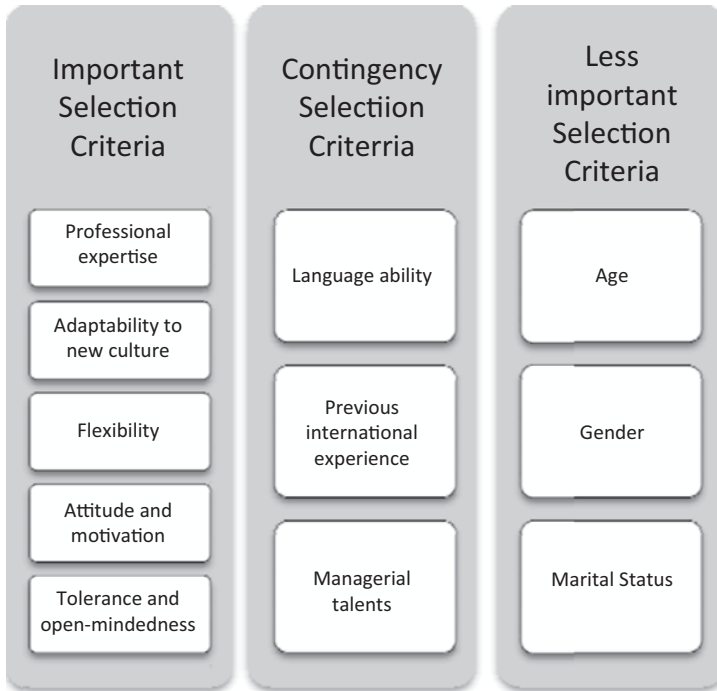 Important
Selection
Criteria
Professional
expertise
Adaptability to
new culture
Flexibility
Attitude and
motivation
Tolerance and
open-mindedness
Contingency
Selectiion
Criterria
Language ability
Previous
international
experience
Managerial
talents
Less
important
Selection
Criteria
Age
Gender
Marital Status